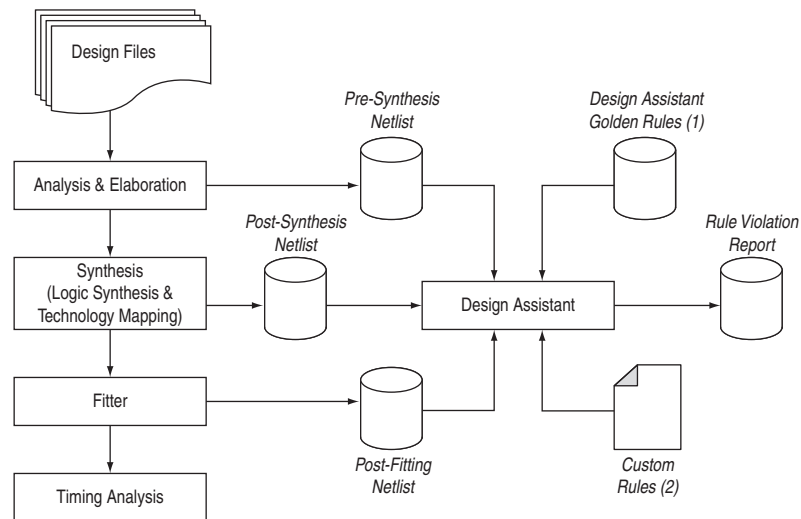 Design Files
Pre-Synthesis
Netlist
Design Assistant
Golden Rules (1)
Analysis & Elaboration
Post-Synthesis
Netlist
Rule Violation
Report
Synthesis
(Logic Synthesis &
Technology Mapping)
Design Assistant
Fitter
Post-Fitting
Netlist
Custom
Rules (2)
Timing Analysis